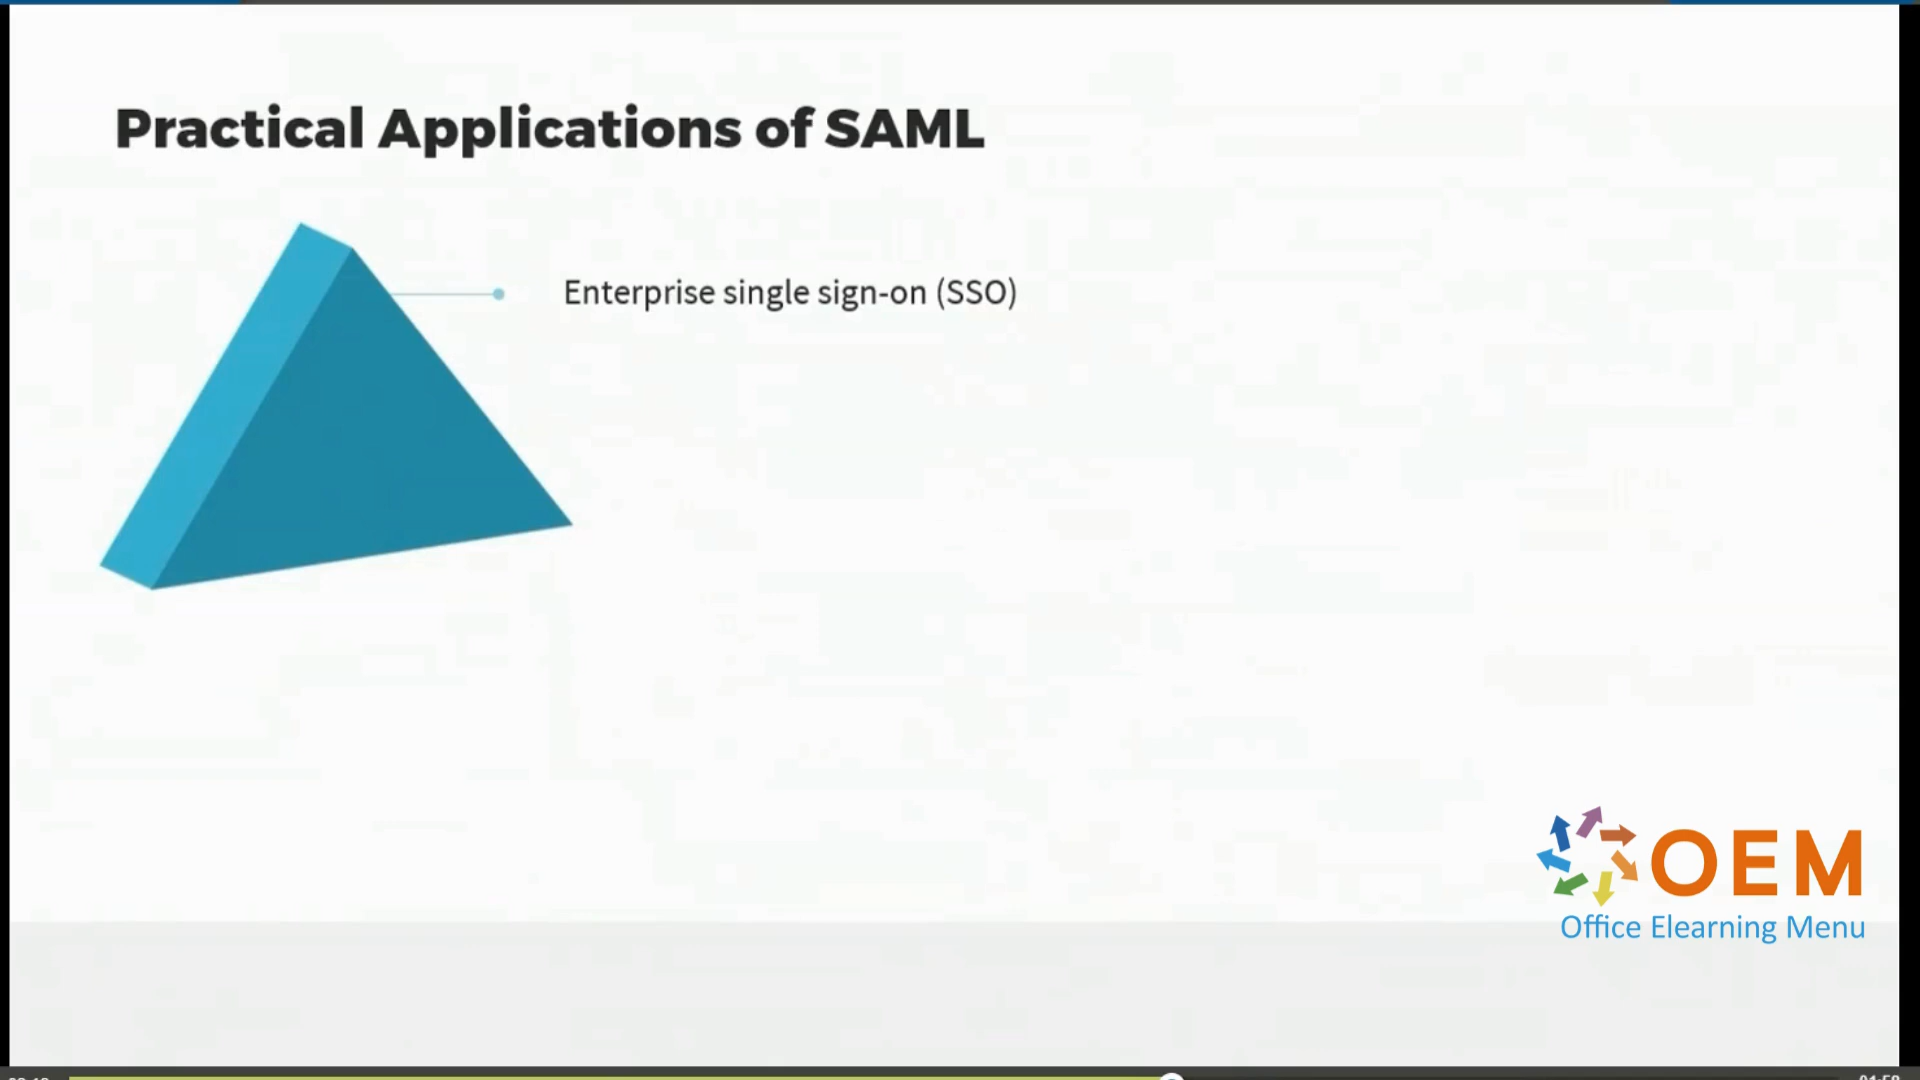 Practical Applications of SAML
Enterprise single sign-on (SSO)
OEM
Office Elearning Menu